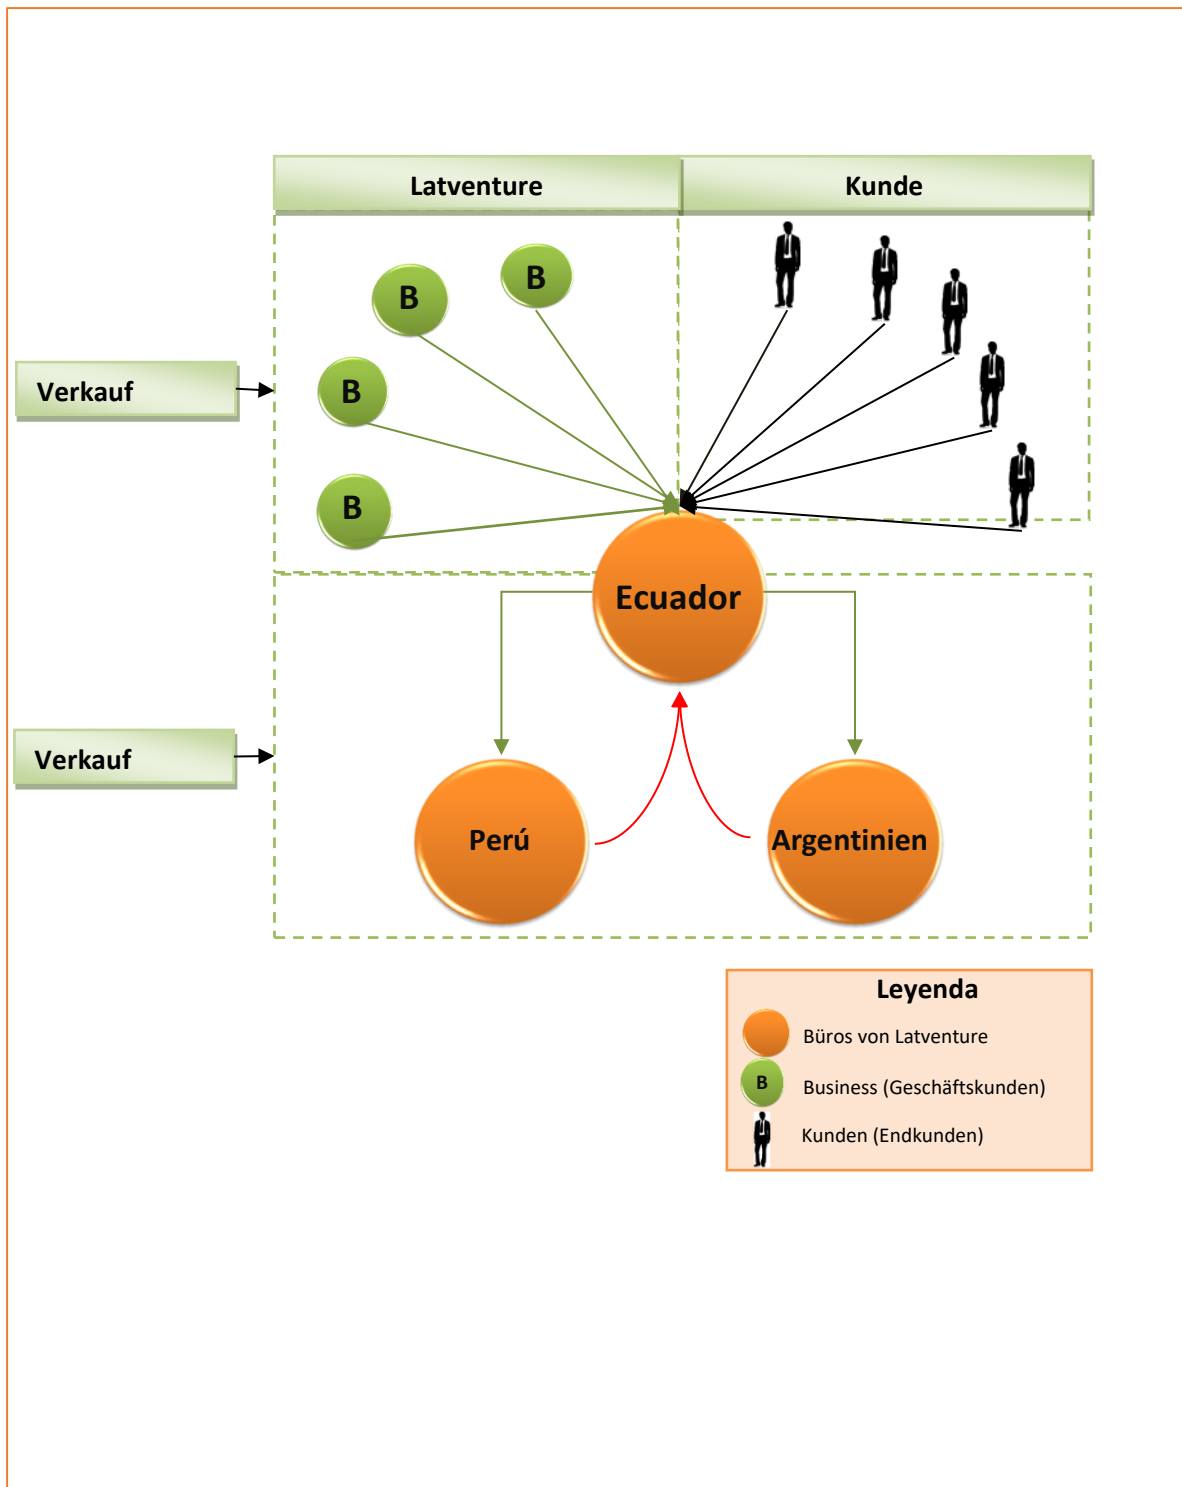 Latventure
Kunde
B
B
B
B
Verkauf
Ecuador
Verkauf
Perú
Argentinien
Leyenda
Büros von Latventure
B
Business (Geschäftskunden)
Kunden (Endkunden)